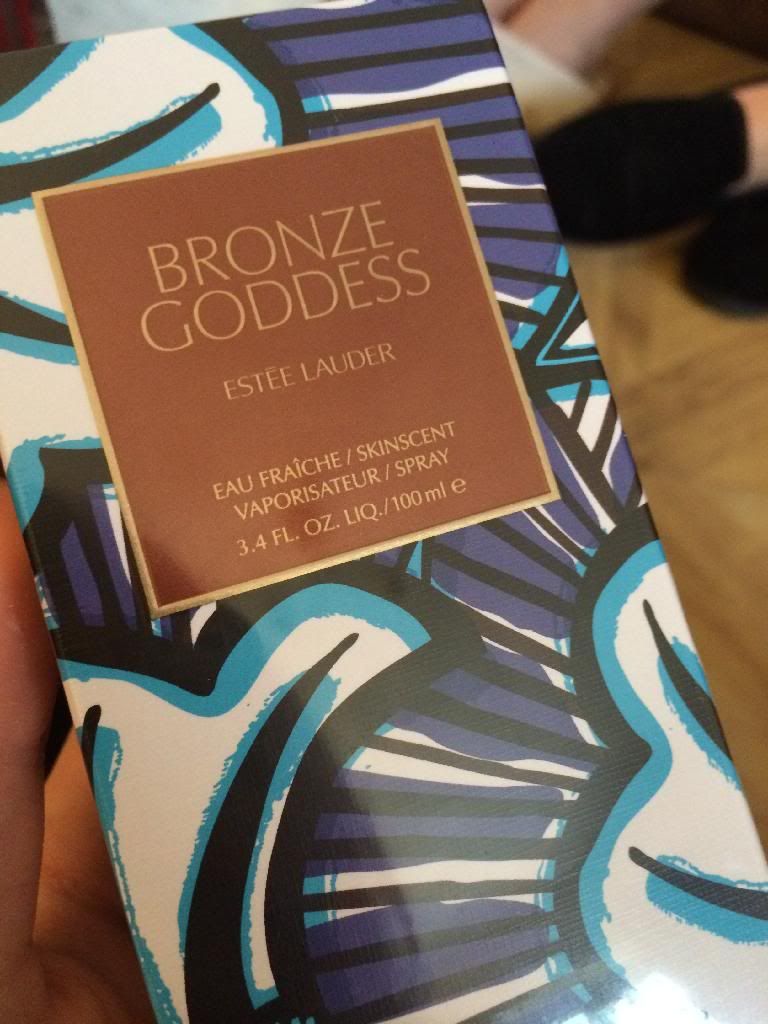 BRONZE
GODDESS
ESTĒE LAUDER
EAU FRAÎCHE / SKINSCENT
VAPORISATEUR / SPRAY
3.4 FL. OZ. LIQ./100 ml ℮